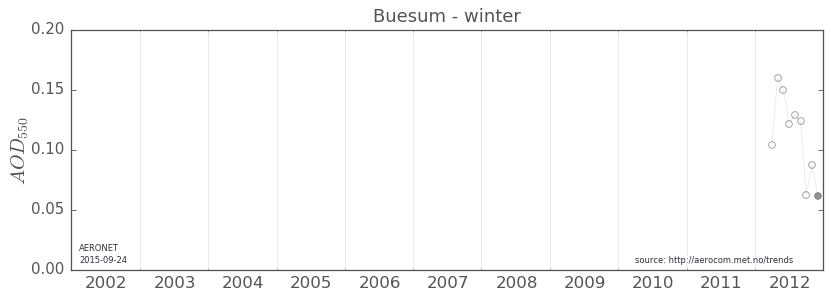 Buesum - winter
0.20
0.15
0.10
0.05
0.00
AOD550
AERONET
2015-09-24
source: http://aerocom.met.no/trends
2002 2003 2004 2005 2006 2007 2008 2009 2010 2011 2012